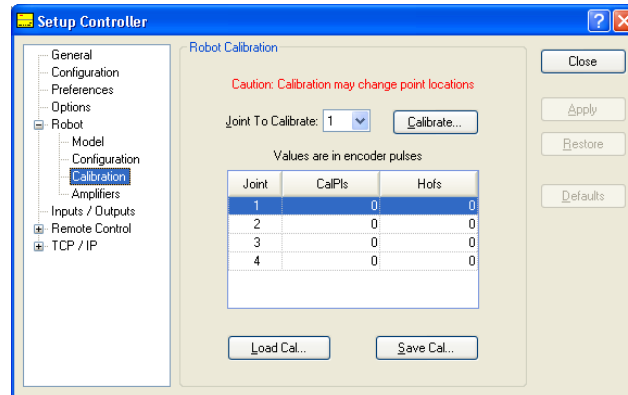 Setup Controller
General
Configuration
Preferences
Options
Robot
Model
Configuration
Calibration
Amplifiers
Inputs / Outputs
Remote Control
TCP / IP
Robot Calibration
Caution: Calibration may change point locations
Joint To Calibrate: 1 Calibrate...
Values are in encoder pulses
Joint CalPls Hofs
1 0 0
2 0 0
3 0 0
4 0 0
Load Cal... Save Cal...
Close
Apply
Restore
Defaults